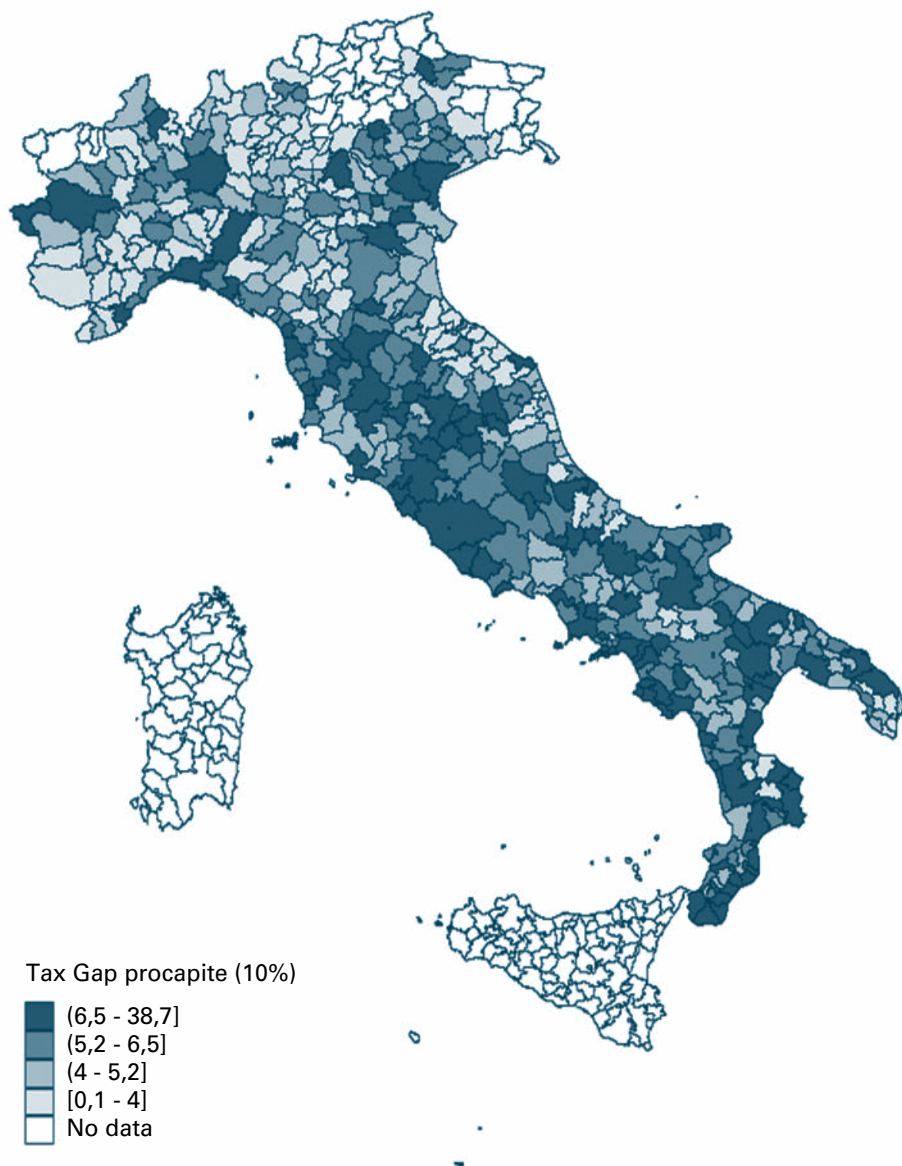 Tax Gap procapite (10%)
(6,5 - 38,7]
(5,2 - 6,5]
(4 - 5,2]
[0,1 - 4]
No data